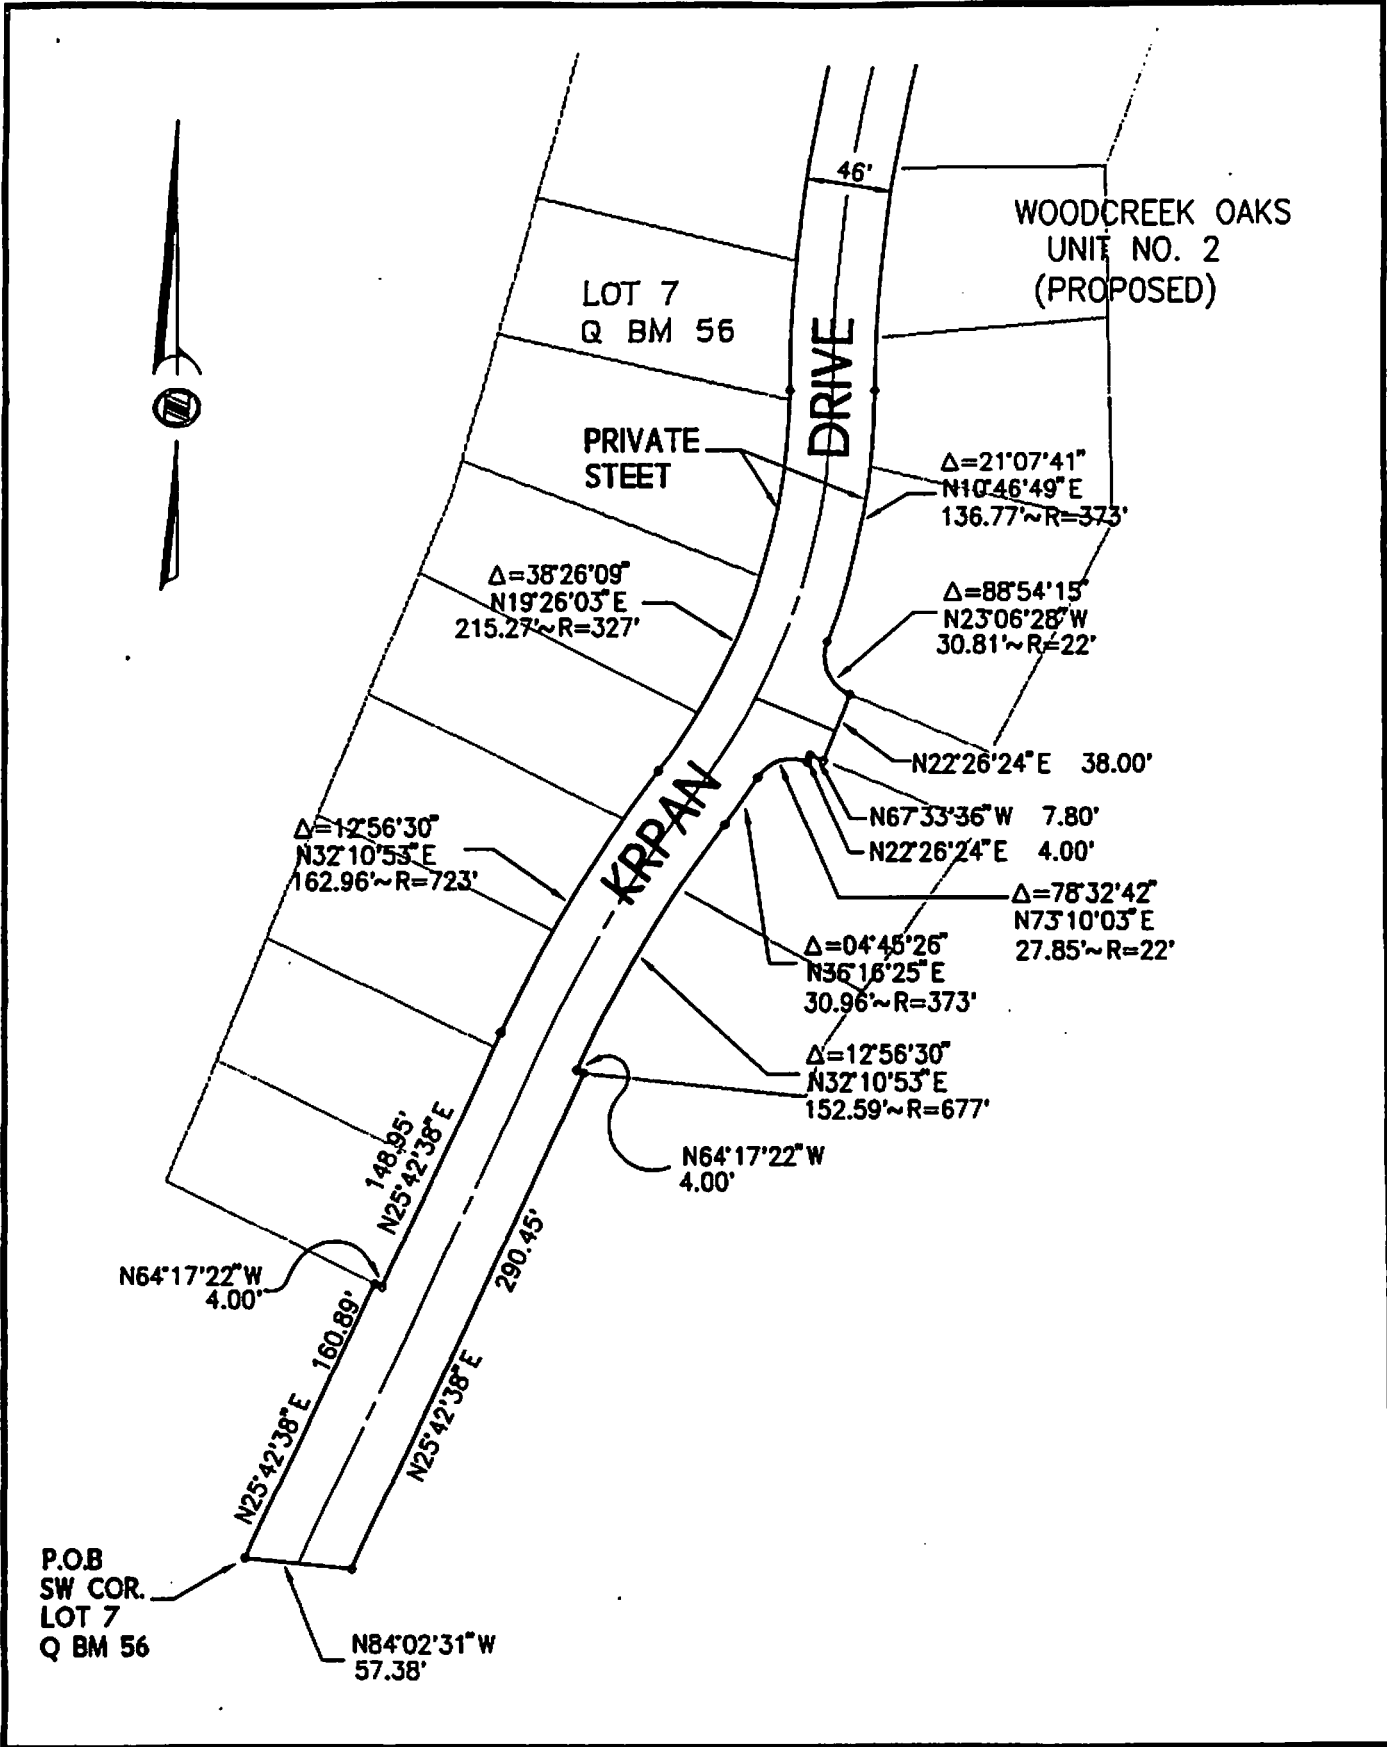 46'
WOODCREEK OAKS
UNIT NO. 2
(PROPOSED)
LOT 7
Q BM 56
DRIVE
PRIVATE
STEET
Δ=21°07'41"
N10°46'49"E
136.77'~R=373'
Δ=38°26'09"
N19°26'03"E
215.27'~R=327'
Δ=88°54'15"
N23°06'28"W
30.81'~R=22'
N22°26'24"E 38.00'
N67°33'36"W 7.80'
N22°26'24"E 4.00'
KRPAN
Δ=12°56'30"
N32°10'53"E
162.96'~R=723'
Δ=78°32'42"
N73°10'03"E
27.85'~R=22'
Δ=04°45'26"
N36°16'25"E
30.96'~R=373'
Δ=12°56'30"
N32°10'53"E
152.59'~R=677'
148.95'
N25°42'38"E
N64°17'22"W
4.00'
N64°17'22"W
4.00'
290.45'
N25°42'38"E
160.89'
N25°42'38"E
P.O.B
SW COR.
LOT 7
Q BM 56
N84°02'31"W
57.38'